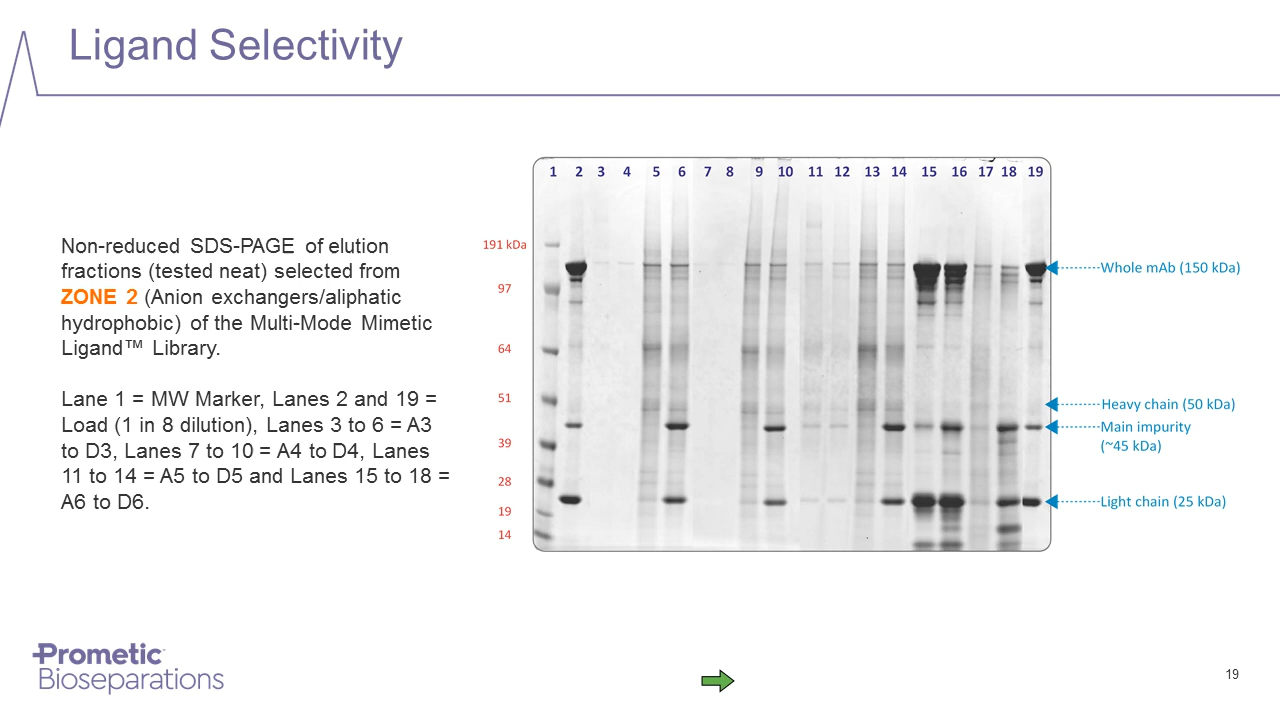 Ligand Selectivity
Non-reduced SDS-PAGE of elution
fractions (tested neat) selected from
ZONE 2 (Anion exchangers/aliphatic
hydrophobic) of the Multi-Mode Mimetic
Ligand™ Library.
Lane 1 = MW Marker, Lanes 2 and 19 =
Load (1 in 8 dilution), Lanes 3 to 6 = A3
to D3, Lanes 7 to 10 = A4 to D4, Lanes
11 to 14 = A5 to D5 and Lanes 15 to 18 =
A6 to D6.
1 2 3 4 5 6 7 8 9 10 11 12 13 14 15 16 17 18 19
191 kDa
97
64
51
39
28
19
14
Whole mAb (150 kDa)
Heavy chain (50 kDa)
Main impurity
(~45 kDa)
Light chain (25 kDa)
Prometic
Bioseparations
19